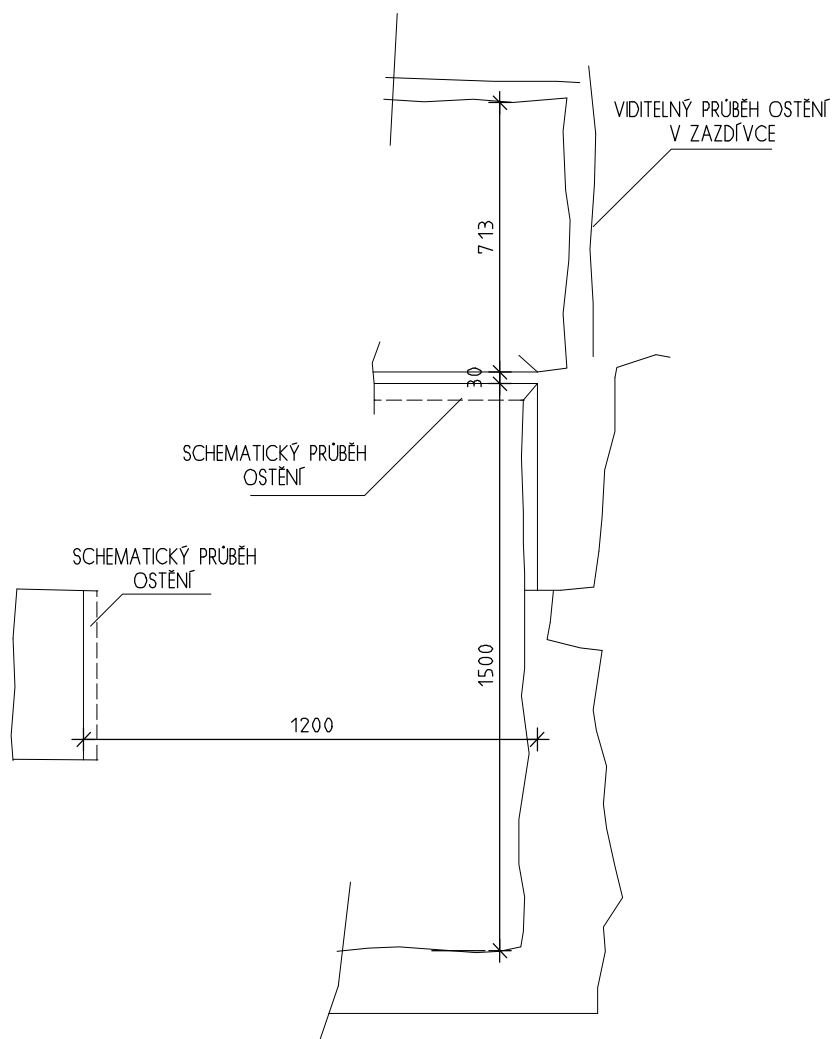 VIDITELNÝ PRŮBĚH OSTĚNÍ
V ZAZDÍVCE
713
30
SCHEMATICKÝ PRŮBĚH
OSTĚNÍ
SCHEMATICKÝ PRŮBĚH
OSTĚNÍ
1500
1200